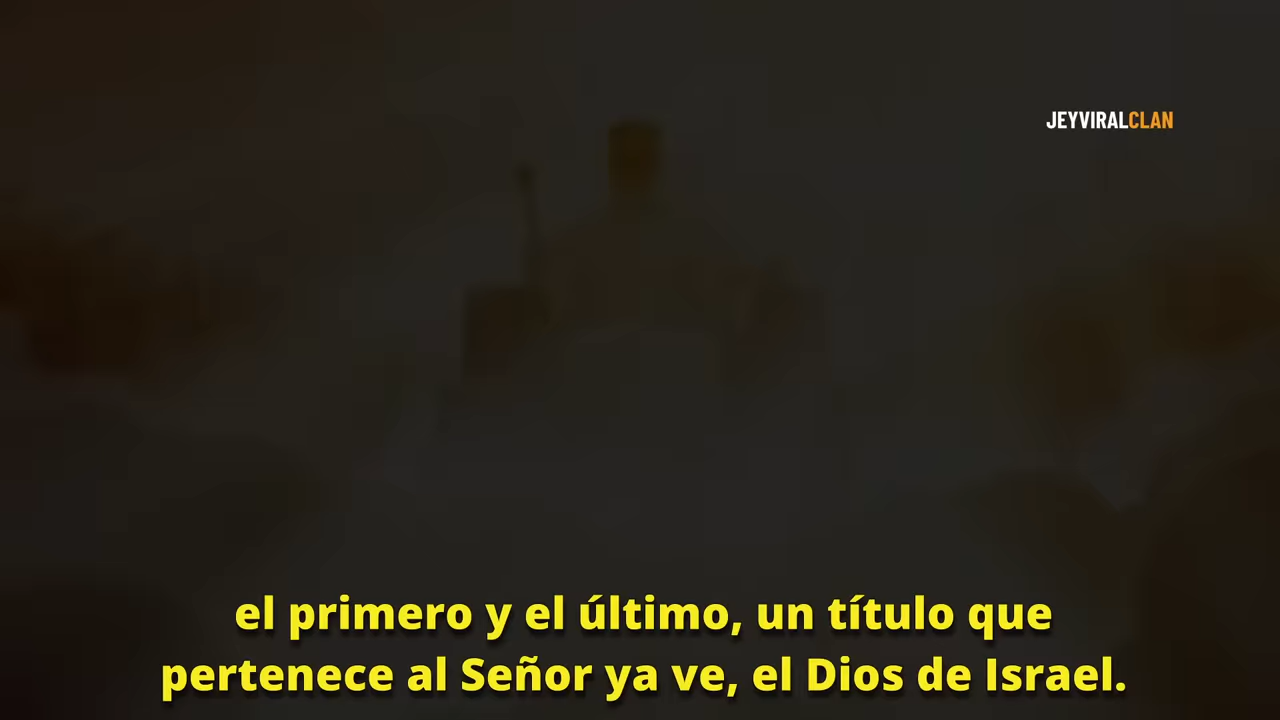 JEYVIRALCLAN
el primero y el último, un título que
pertenece al Señor ya ve, el Dios de Israel.